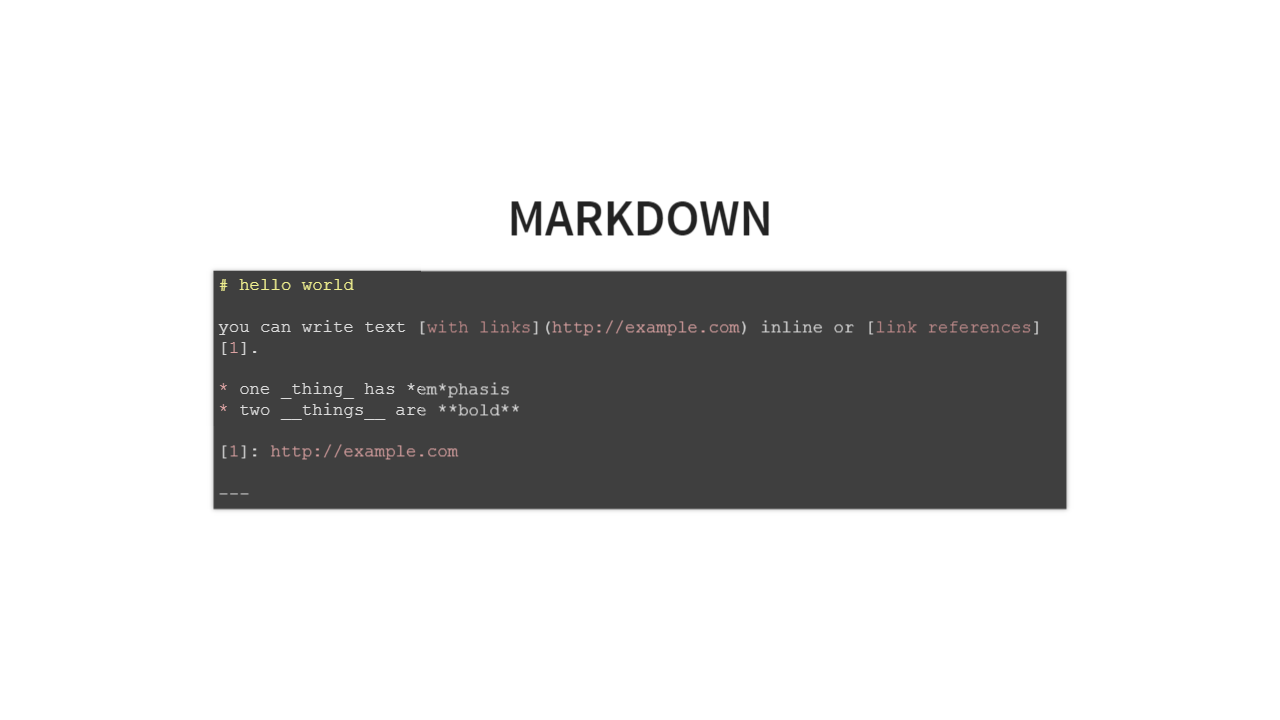 MARKDOWN
# hello world
you can write text [with links](http://example.com) inline or [link references]
[1].
* one _thing_ has *em*phasis
* two __things__ are **bold**
[1]: http://example.com
---